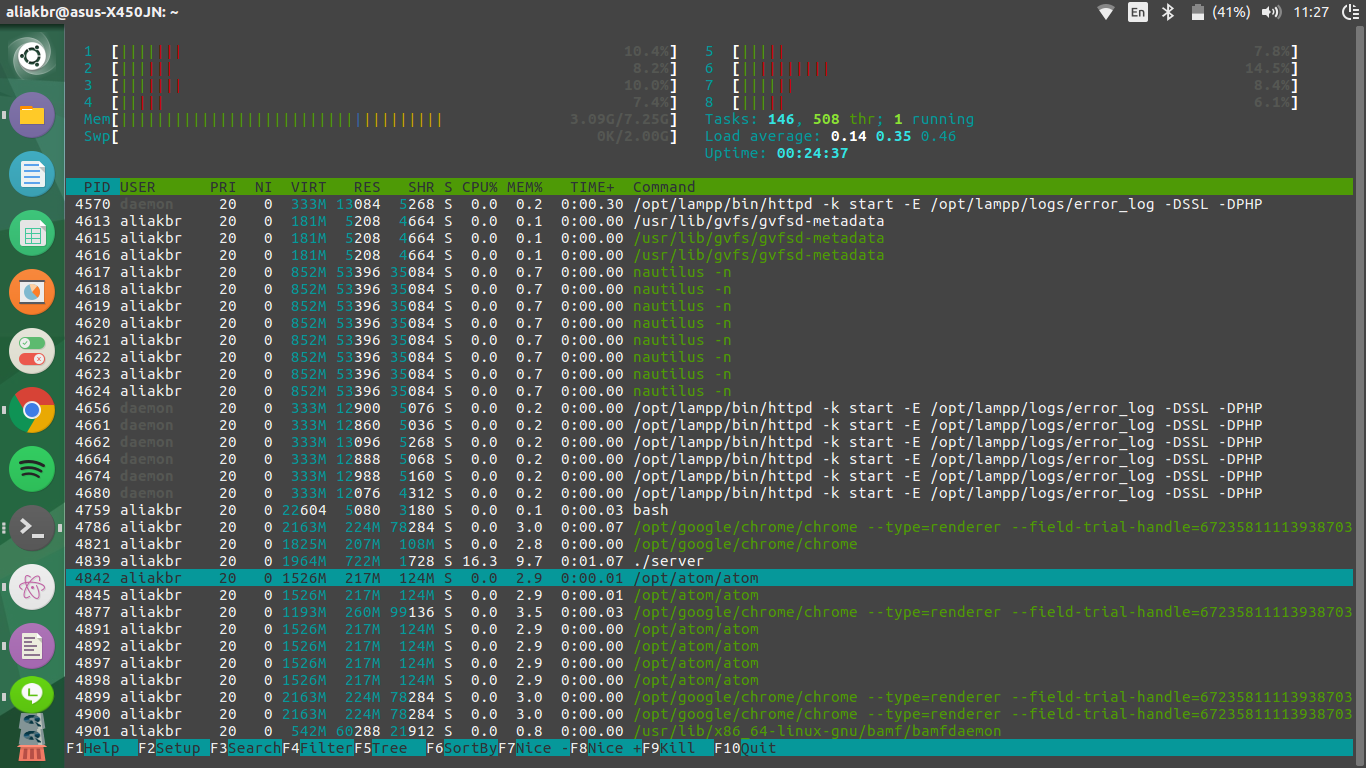 aliakbr@asus-X450JN: ~ En (41%) 11:27
1 [|||||||| 10.4%] 5 [||||| 7.8%]
2 [||||||| 8.2%] 6 [||||||||||| 14.5%]
3 [|||||||| 10.0%] 7 [||||||| 8.4%]
4 [|||||| 7.4%] 8 [|||||| 6.1%]
Mem[|||||||||||||||||||||||||||||||||||| 3.09G/7.25G] Tasks: 146, 508 thr; 1 running
Swp[ 0K/2.00G] Load average: 0.14 0.35 0.46
Uptime: 00:24:37
PID USER PRI NI VIRT RES SHR S CPU% MEM% TIME+ Command
4570 daemon 20 0 333M 13084 5268 S 0.0 0.2 0:00.30 /opt/lampp/bin/httpd -k start -E /opt/lampp/logs/error_log -DSSL -DPHP
4613 aliakbr 20 0 181M 5208 4664 S 0.0 0.1 0:00.00 /usr/lib/gvfs/gvfsd-metadata
4615 aliakbr 20 0 181M 5208 4664 S 0.0 0.1 0:00.00 /usr/lib/gvfs/gvfsd-metadata
4616 aliakbr 20 0 181M 5208 4664 S 0.0 0.1 0:00.00 /usr/lib/gvfs/gvfsd-metadata
4617 aliakbr 20 0 852M 53396 35084 S 0.0 0.7 0:00.00 nautilus -n
4618 aliakbr 20 0 852M 53396 35084 S 0.0 0.7 0:00.00 nautilus -n
4619 aliakbr 20 0 852M 53396 35084 S 0.0 0.7 0:00.00 nautilus -n
4620 aliakbr 20 0 852M 53396 35084 S 0.0 0.7 0:00.00 nautilus -n
4621 aliakbr 20 0 852M 53396 35084 S 0.0 0.7 0:00.00 nautilus -n
4622 aliakbr 20 0 852M 53396 35084 S 0.0 0.7 0:00.00 nautilus -n
4623 aliakbr 20 0 852M 53396 35084 S 0.0 0.7 0:00.00 nautilus -n
4624 aliakbr 20 0 852M 53396 35084 S 0.0 0.7 0:00.00 nautilus -n
4656 daemon 20 0 333M 12900 5076 S 0.0 0.2 0:00.00 /opt/lampp/bin/httpd -k start -E /opt/lampp/logs/error_log -DSSL -DPHP
4661 daemon 20 0 333M 12860 5036 S 0.0 0.2 0:00.00 /opt/lampp/bin/httpd -k start -E /opt/lampp/logs/error_log -DSSL -DPHP
4662 daemon 20 0 333M 13096 5268 S 0.0 0.2 0:00.00 /opt/lampp/bin/httpd -k start -E /opt/lampp/logs/error_log -DSSL -DPHP
4664 daemon 20 0 333M 12888 5068 S 0.0 0.2 0:00.00 /opt/lampp/bin/httpd -k start -E /opt/lampp/logs/error_log -DSSL -DPHP
4674 daemon 20 0 333M 12988 5160 S 0.0 0.2 0:00.00 /opt/lampp/bin/httpd -k start -E /opt/lampp/logs/error_log -DSSL -DPHP
4680 daemon 20 0 333M 12076 4312 S 0.0 0.2 0:00.00 /opt/lampp/bin/httpd -k start -E /opt/lampp/logs/error_log -DSSL -DPHP
4759 aliakbr 20 0 22604 5080 3180 S 0.0 0.1 0:00.03 bash
4786 aliakbr 20 0 2163M 224M 78284 S 0.0 3.0 0:00.07 /opt/google/chrome/chrome --type=renderer --field-trial-handle=67235811113938703
4821 aliakbr 20 0 1825M 207M 108M S 0.0 2.8 0:00.00 /opt/google/chrome/chrome
4839 aliakbr 20 0 1964M 722M 1728 S 16.3 9.7 0:01.07 ./server
4842 aliakbr 20 0 1526M 217M 124M S 0.0 2.9 0:00.01 /opt/atom/atom
4845 aliakbr 20 0 1526M 217M 124M S 0.0 2.9 0:00.01 /opt/atom/atom
4877 aliakbr 20 0 1193M 260M 99136 S 0.0 3.5 0:00.03 /opt/google/chrome/chrome --type=renderer --field-trial-handle=67235811113938703
4891 aliakbr 20 0 1526M 217M 124M S 0.0 2.9 0:00.00 /opt/atom/atom
4892 aliakbr 20 0 1526M 217M 124M S 0.0 2.9 0:00.00 /opt/atom/atom
4897 aliakbr 20 0 1526M 217M 124M S 0.0 2.9 0:00.00 /opt/atom/atom
4898 aliakbr 20 0 1526M 217M 124M S 0.0 2.9 0:00.00 /opt/atom/atom
4899 aliakbr 20 0 2163M 224M 78284 S 0.0 3.0 0:00.00 /opt/google/chrome/chrome --type=renderer --field-trial-handle=67235811113938703
4900 aliakbr 20 0 2163M 224M 78284 S 0.0 3.0 0:00.00 /opt/google/chrome/chrome --type=renderer --field-trial-handle=67235811113938703
4901 aliakbr 20 0 542M 60288 21912 S 0.0 0.8 0:00.00 /usr/lib/x86_64-linux-gnu/bamf/bamfdaemon
F1Help F2Setup F3SearchF4FilterF5Tree F6SortByF7Nice -F8Nice +F9Kill F10Quit